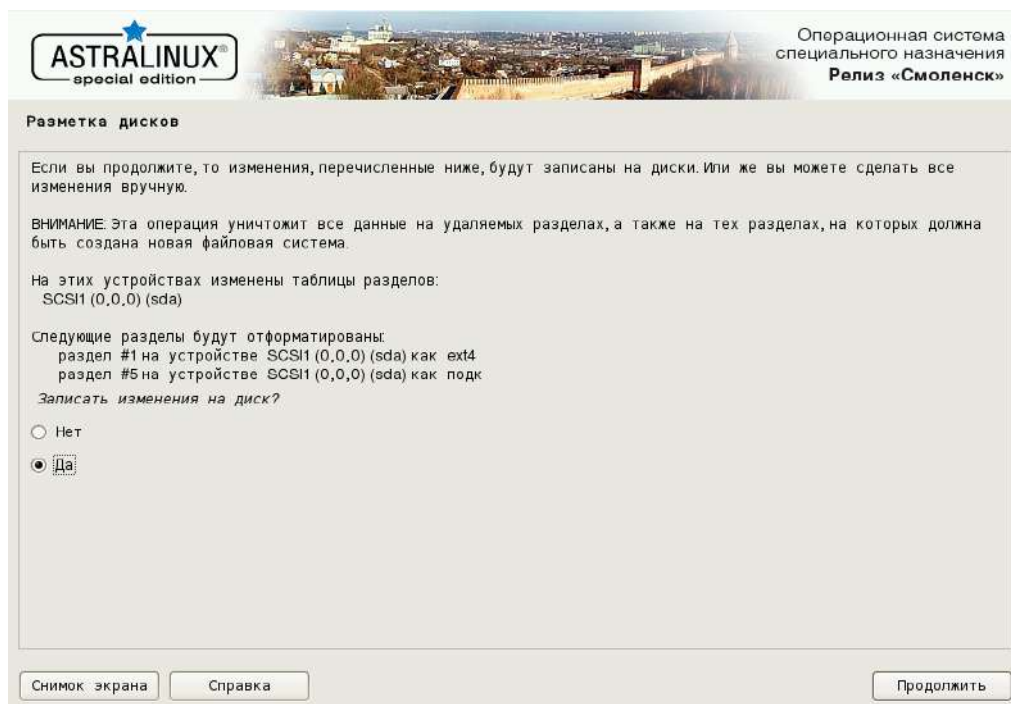 ASTRALINUX®
special edition
Операционная система
специального назначения
Релиз «Смоленск»
Разметка дисков
Если вы продолжите, то изменения, перечисленные ниже, будут записаны на диски. Или же вы можете сделать все
изменения вручную.
ВНИМАНИЕ: Эта операция уничтожит все данные на удаляемых разделах, а также на тех разделах, на которых должна
быть создана новая файловая система.
На этих устройствах изменены таблицы разделов:
SCSI1 (0,0,0) (sda)
Следующие разделы будут отформатированы:
раздел #1 на устройстве SCSI1 (0,0,0) (sda) как ext4
раздел #5 на устройстве SCSI1 (0,0,0) (sda) как подк
Записать изменения на диск?
Нет
Да
Снимок экрана
Справка
Продолжить